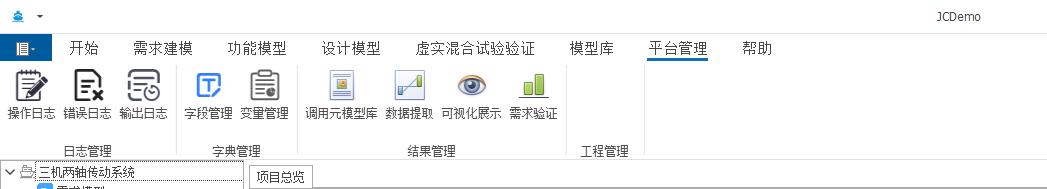 JCDemo
开始 需求建模 功能模型 设计模型 虚实混合试验验证 模型库 平台管理 帮助
操作日志 错误日志 输出日志 字段管理 变量管理 调用元模型库 数据提取 可视化展示 需求验证
日志管理 字典管理 结果管理 工程管理
三机两轴传动系统 项目总览
需求模型